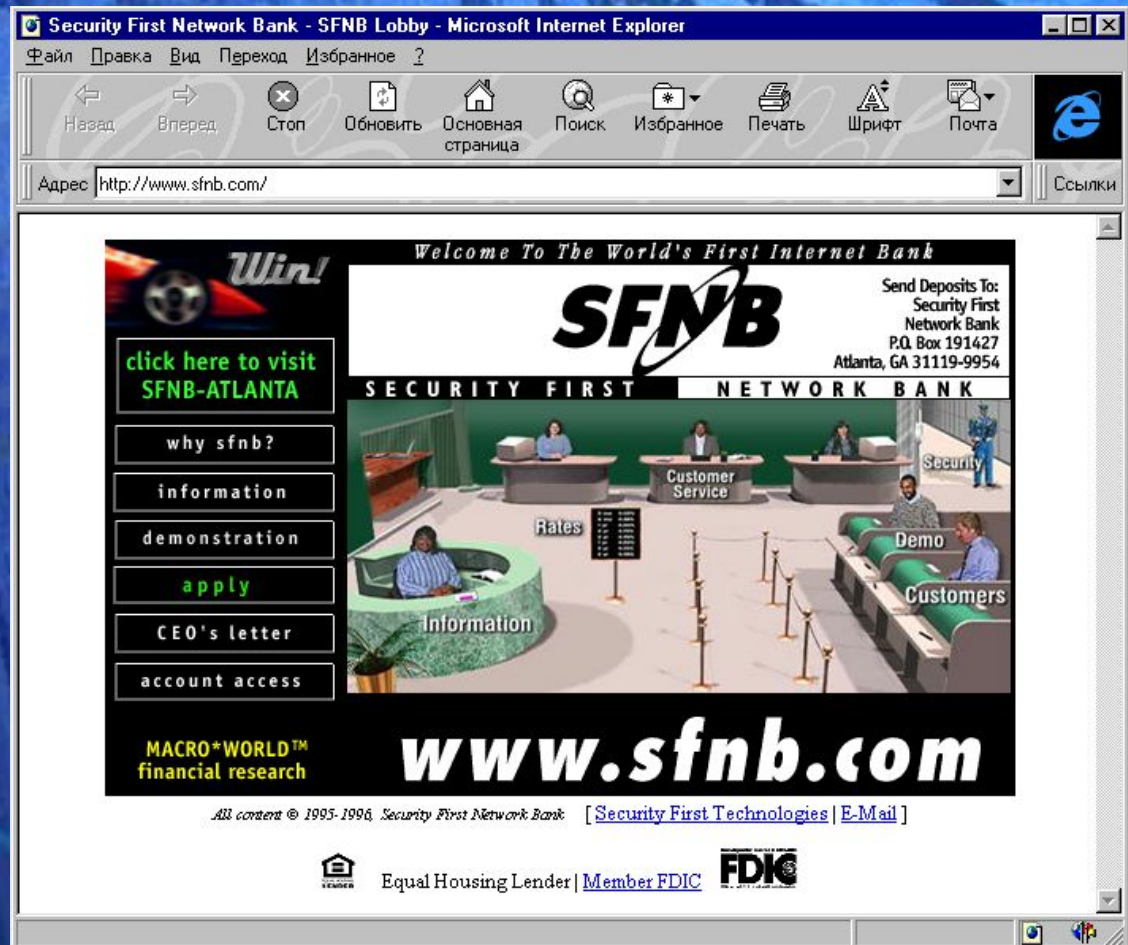 Security First Network Bank - SFNB Lobby - Microsoft Internet Explorer
Файл Правка Вид Переход Избранное ?
Назад Вперед Стоп Обновить Основная страница Поиск Избранное Печать Шрифт Почта
Адрес http://www.sfnb.com/ Ссылки
Win!
click here to visit
SFNB-ATLANTA
why sfnb?
information
demonstration
apply
CEO's letter
account access
MACRO*WORLD™
financial research
Welcome To The World's First Internet Bank
SFNB
Send Deposits To:
Security First
Network Bank
P.O. Box 191427
Atlanta, GA 31119-9954
SECURITY FIRST NETWORK BANK
Security
Customer
Service
Rates
Demo
Customers
Information
www.sfnb.com
All content © 1995-1996, Security First Network Bank [ Security First Technologies | E-Mail ]
Equal Housing Lender | Member FDIC FDIC